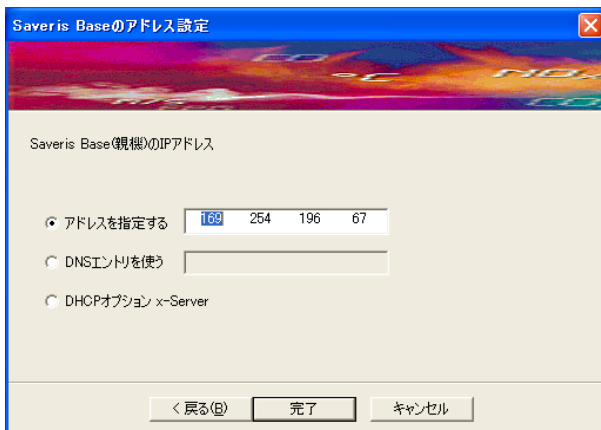 Saveris Baseのアドレス設定
CO
°C
NOx
Saveris Base(親機)のIPアドレス
アドレスを指定する 169 254 196 67
DNSエントリを使う
DHCPオプション x-Server
< 戻る(B) 完了 キャンセル